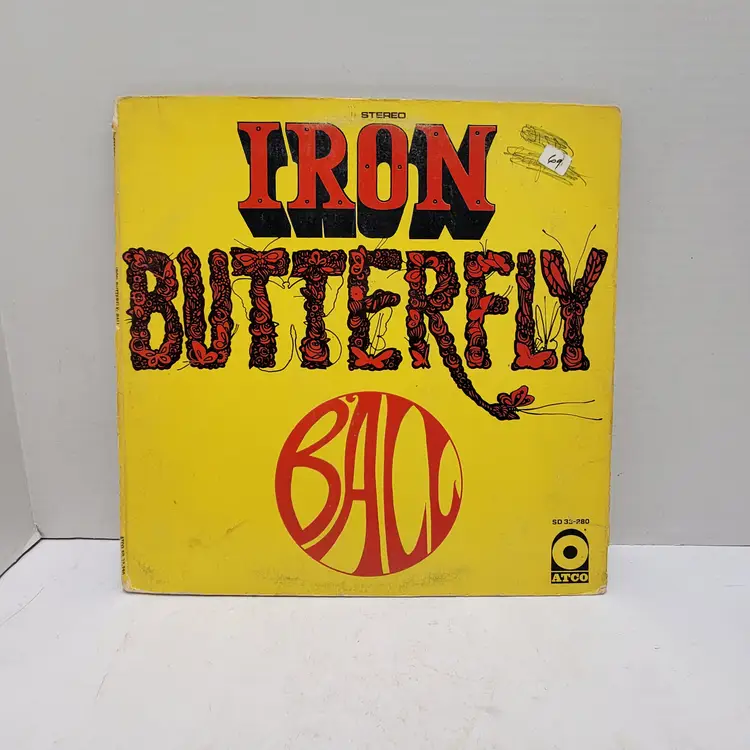 STEREO
IRON
BUTTERFLY
BALL
SD 33-280
ATCO